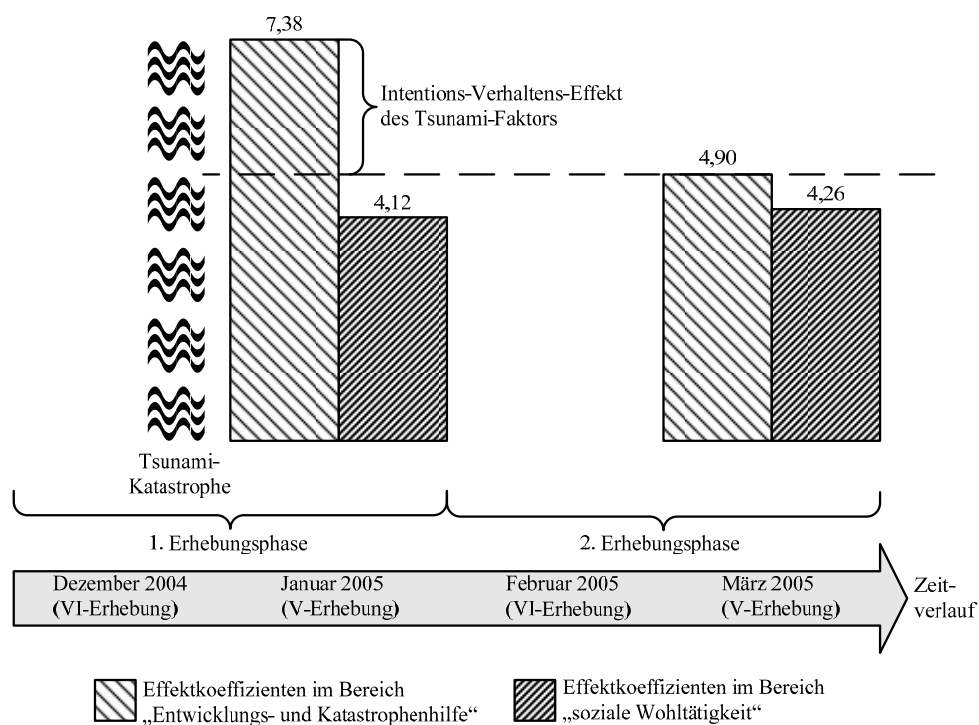 7,38
Intentions-Verhaltens-Effekt
des Tsunami-Faktors
4,90
4,12
4,26
Tsunami-
Katastrophe
1. Erhebungsphase
2. Erhebungsphase
Dezember 2004
(VI-Erhebung)
Januar 2005
(V-Erhebung)
Februar 2005
(VI-Erhebung)
März 2005
(V-Erhebung)
Zeit-
verlauf
Effektkoeffizienten im Bereich
„Entwicklungs- und Katastrophenhilfe“
Effektkoeffizienten im Bereich
„soziale Wohltätigkeit“